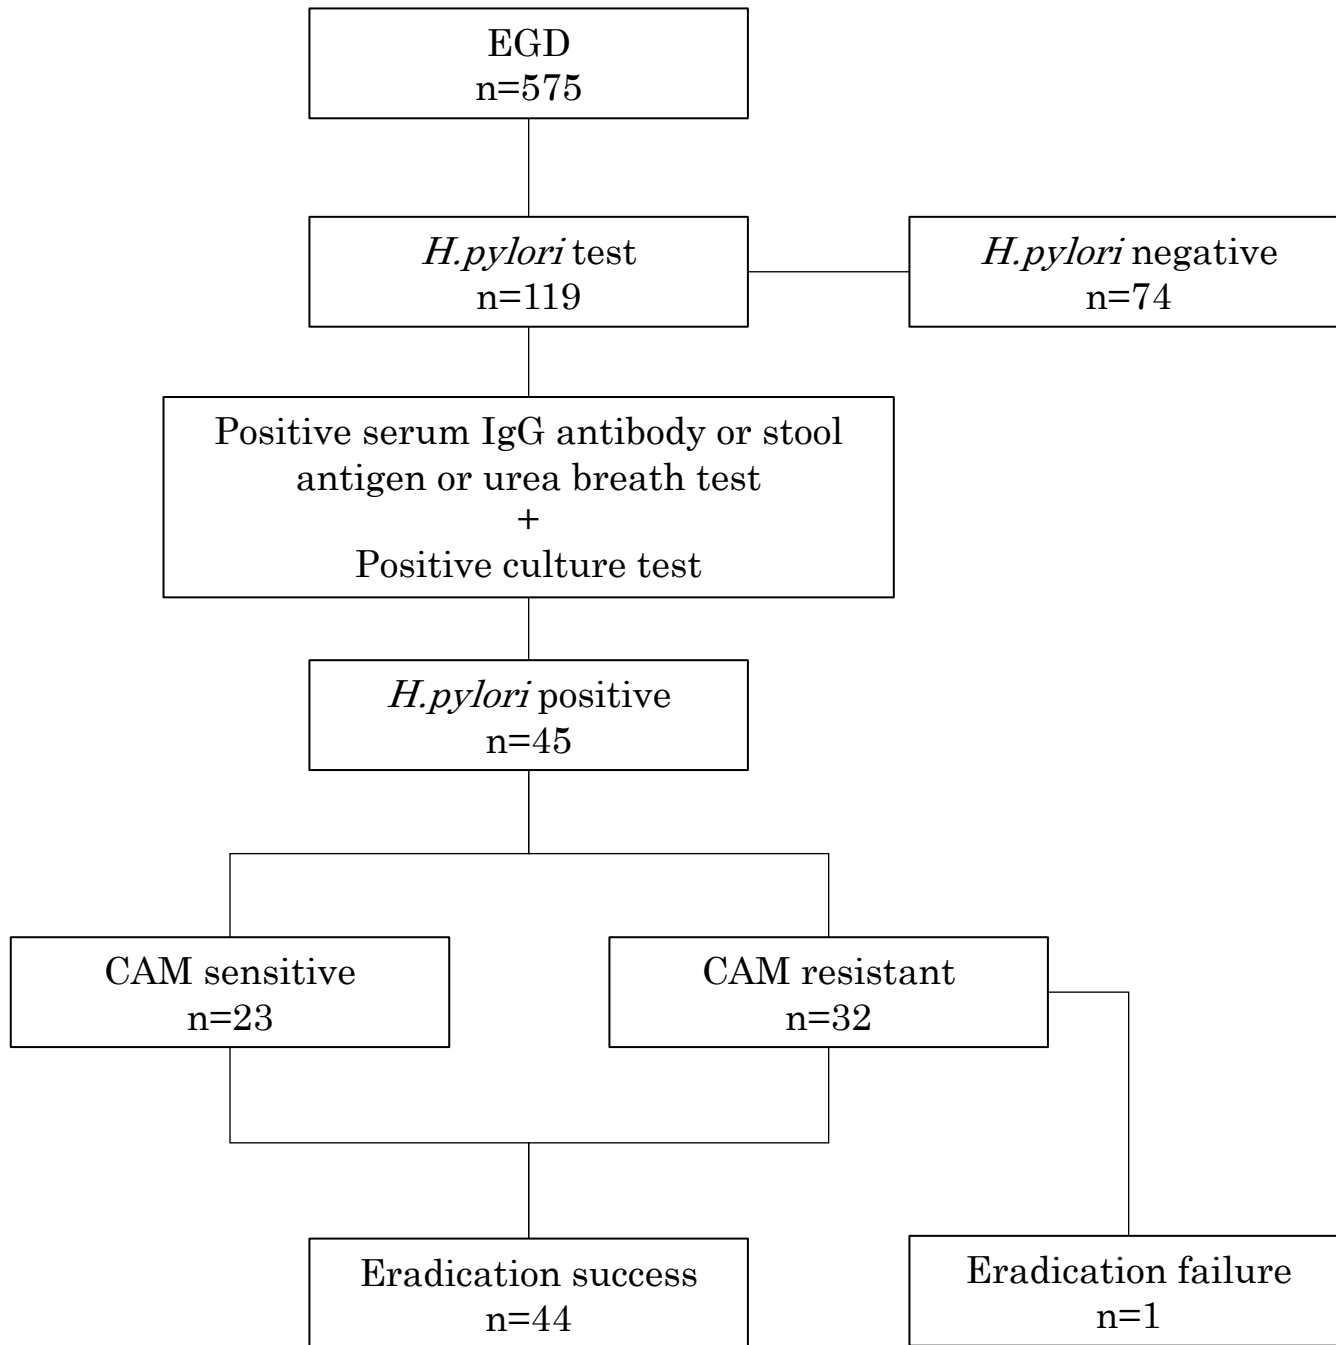 EGD
n=575
H.pylori test
n=119
H.pylori negative
n=74
Positive serum IgG antibody or stool
antigen or urea breath test
+
Positive culture test
H.pylori positive
n=45
CAM sensitive
n=23
CAM resistant
n=32
Eradication success
n=44
Eradication failure
n=1